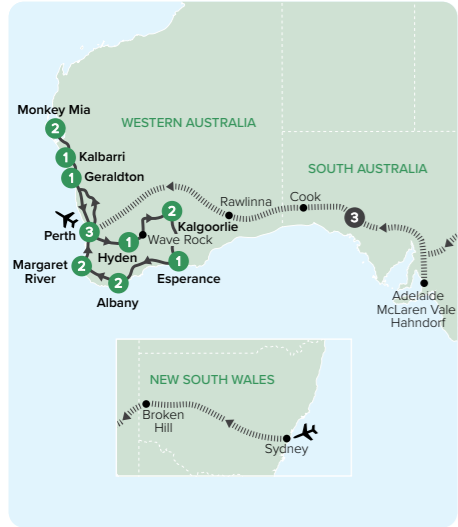 Monkey Mia
2
WESTERN AUSTRALIA
1
Kalbarri
1
Geraldton
SOUTH AUSTRALIA
Rawlinna
Cook
3
2
Kalgoorlie
Perth
3
1
Wave Rock
Hyden
Margaret
River
2
2
Albany
1
Esperance
Adelaide
McLaren Vale
Hahndorf
NEW SOUTH WALES
Broken
Hill
Sydney